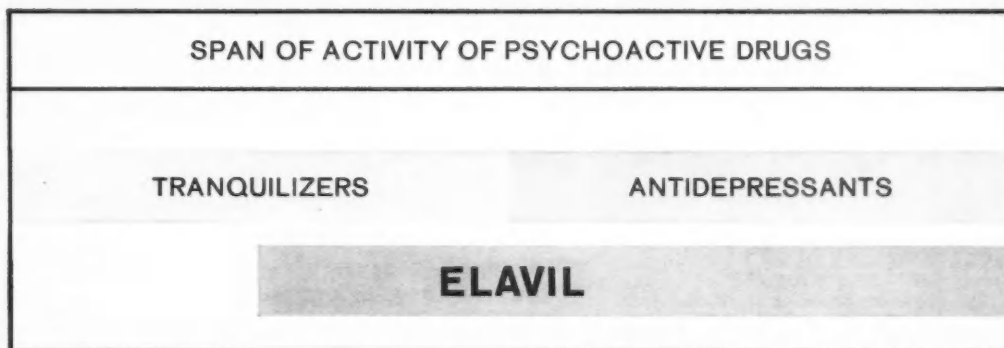 SPAN OF ACTIVITY OF PSYCHOACTIVE DRUGS
TRANQUILIZERS ANTIDEPRESSANTS
ELAVIL